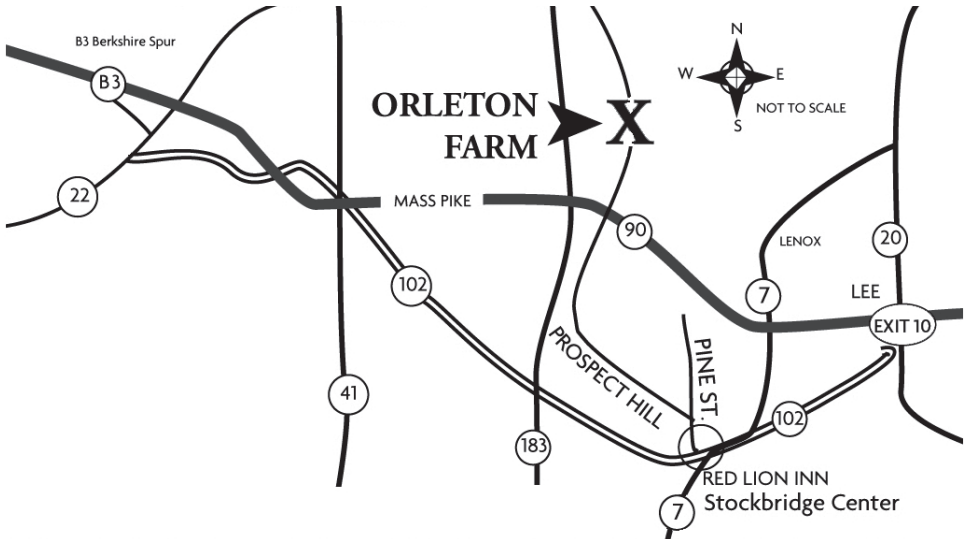 B3 Berkshire Spur
B3
N
W
E
S
NOT TO SCALE
ORLETON
FARM
X
22
MASS PIKE
90
LENOX
20
102
7
LEE
EXIT 10
PROSPECT HILL
PINE ST.
41
102
183
RED LION INN
Stockbridge Center
7